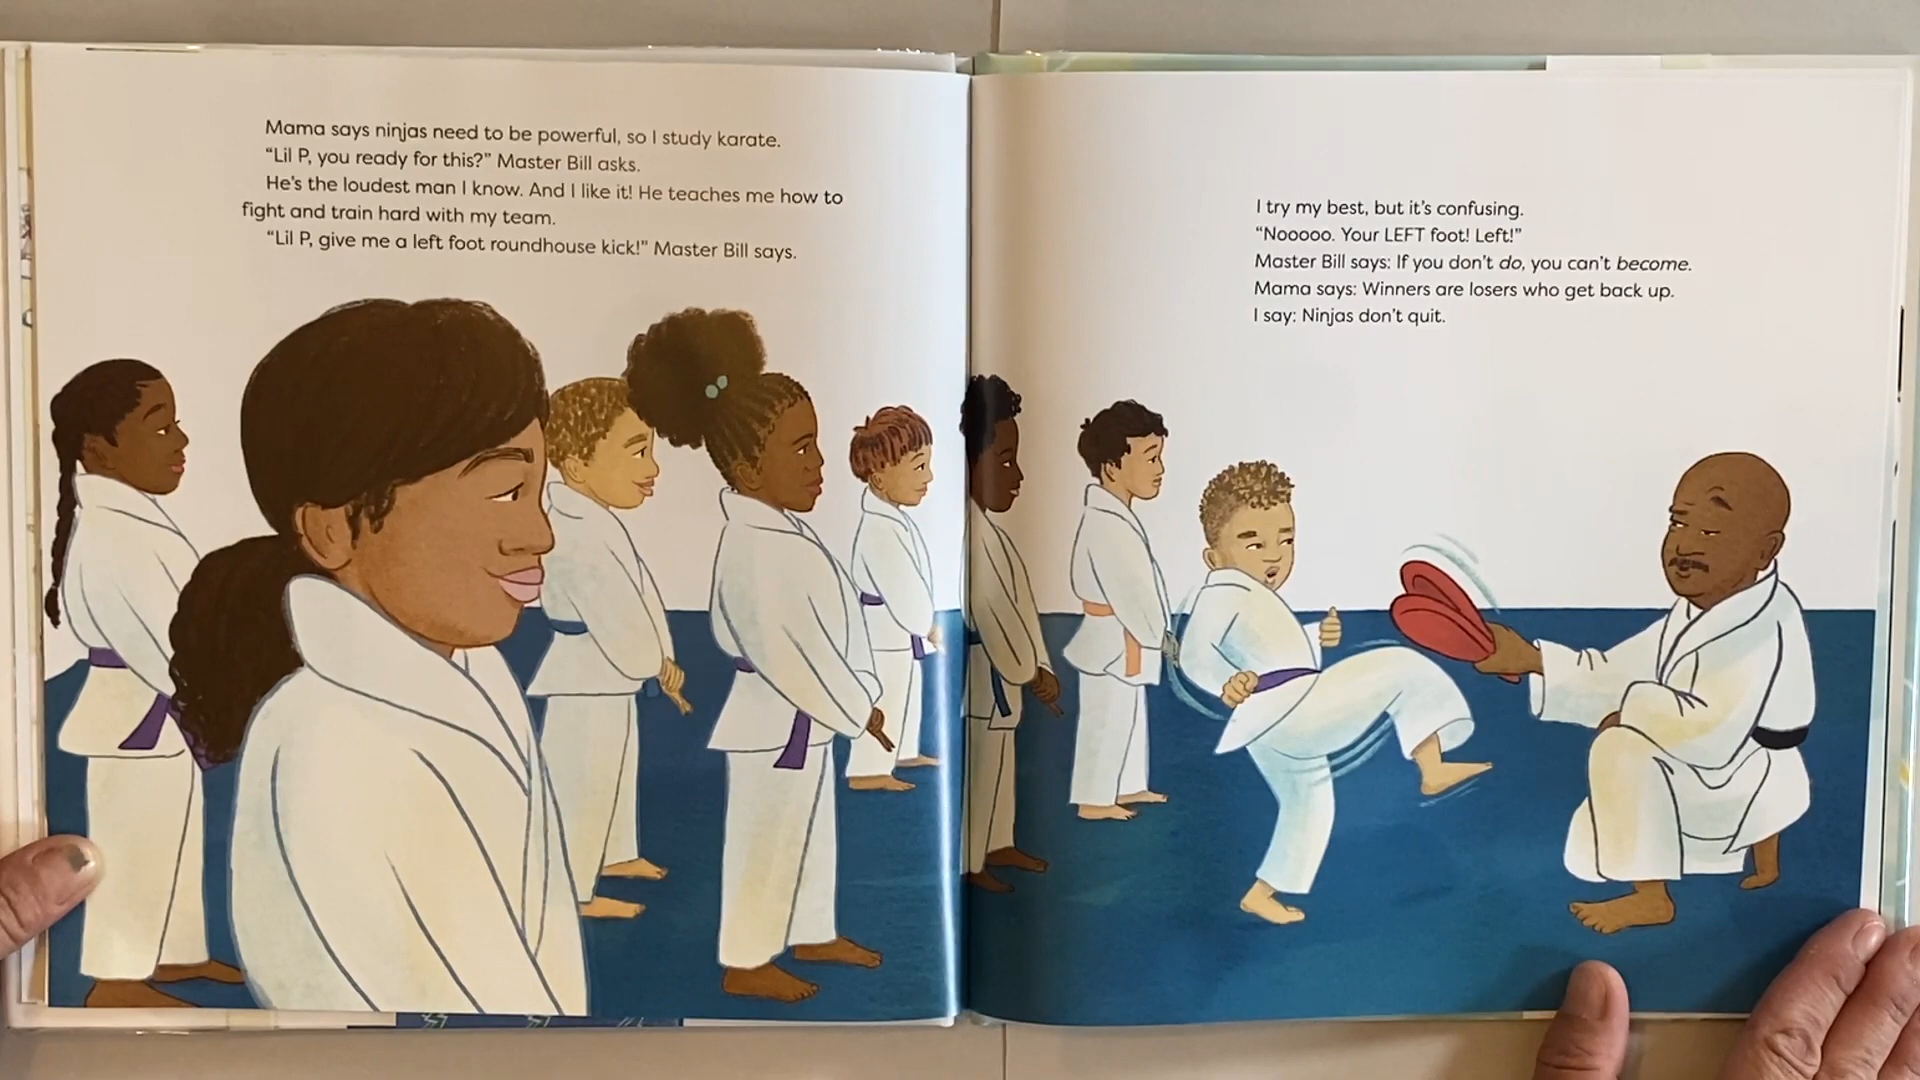 Mama says ninjas need to be powerful, so I study karate.
“Lil P, you ready for this?” Master Bill asks.
He’s the loudest man I know. And I like it! He teaches me how to
fight and train hard with my team.
“Lil P, give me a left foot roundhouse kick!” Master Bill says.
I try my best, but it’s confusing.
“Nooooo. Your LEFT foot! Left!”
Master Bill says: If you don’t do, you can’t become.
Mama says: Winners are losers who get back up.
I say: Ninjas don’t quit.